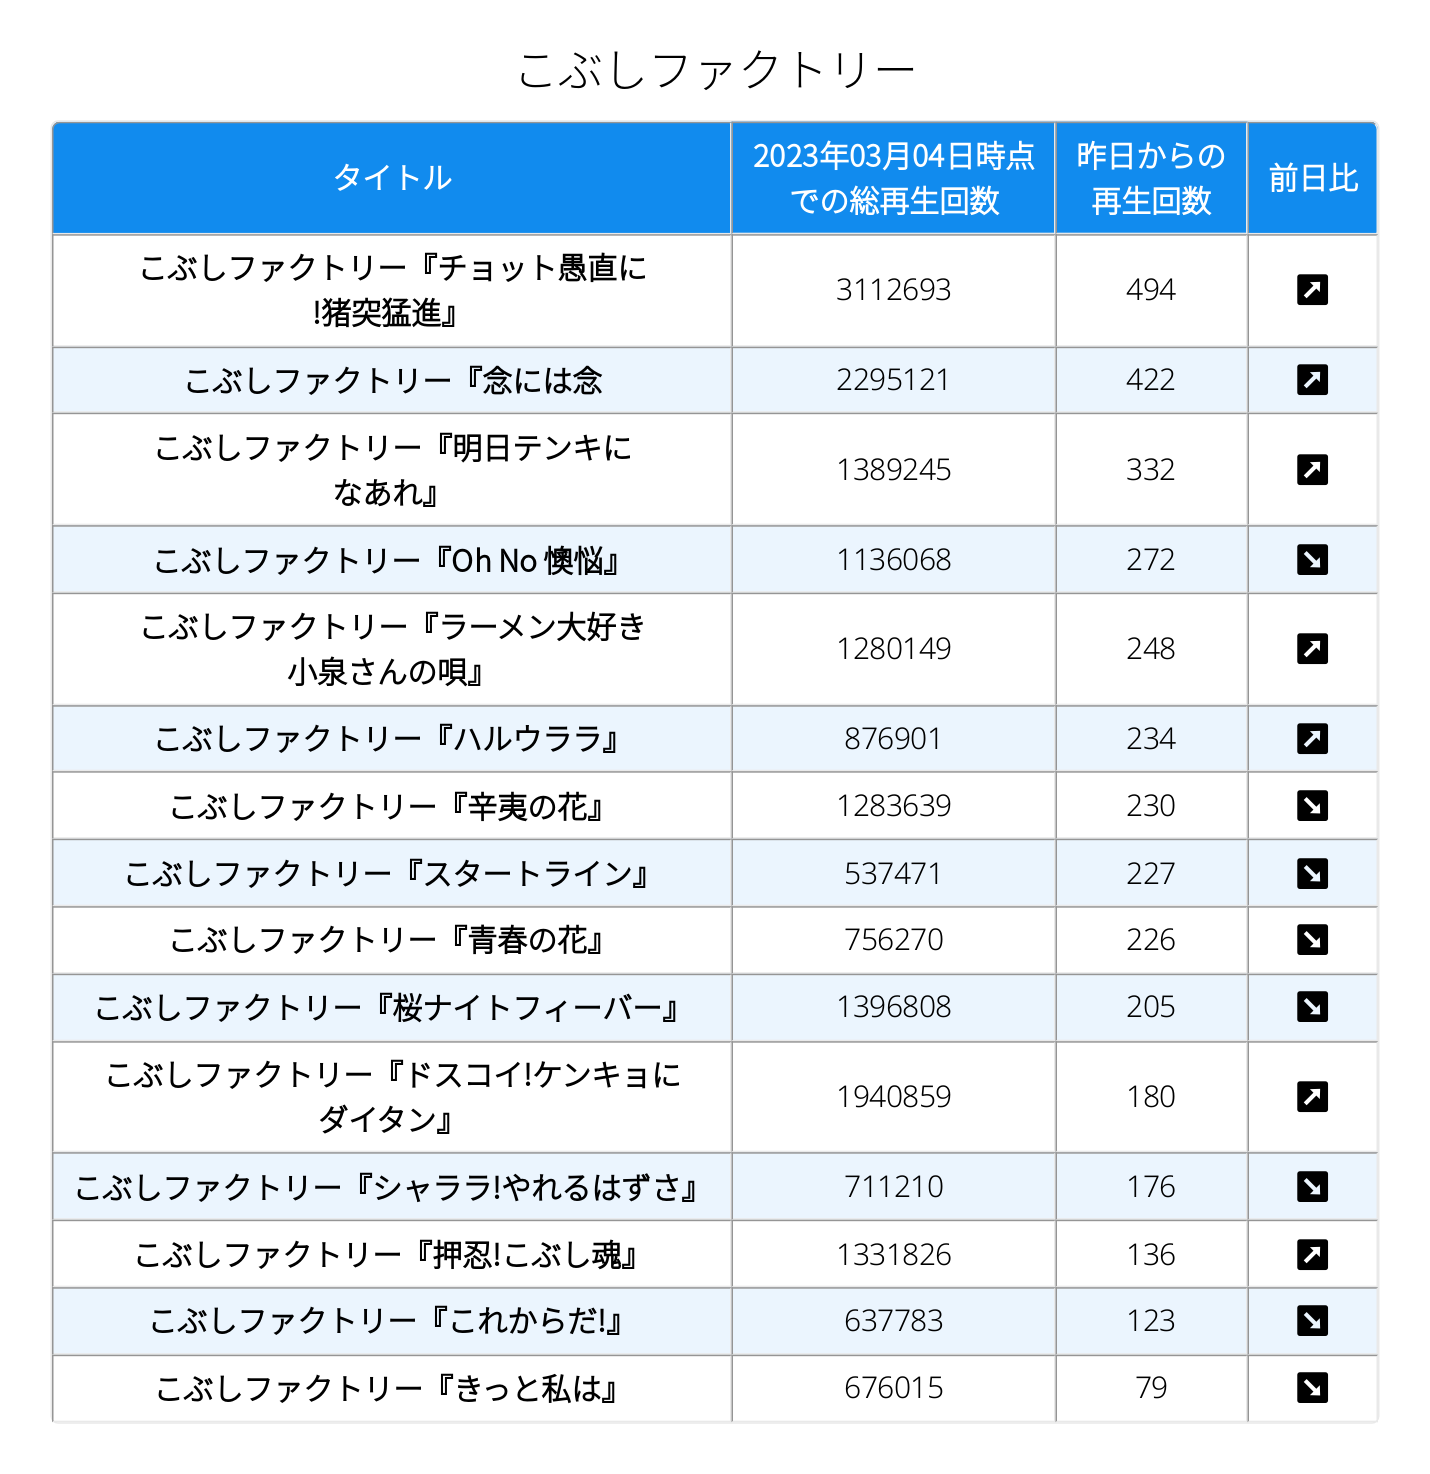 こぶしファクトリー
タイトル
2023年03月04日時点
での総再生回数
昨日からの
再生回数
前日比
こぶしファクトリー『チョット愚直に
!猪突猛進』
3112693
494
こぶしファクトリー『念には念
2295121
422
こぶしファクトリー『明日テンキに
なあれ』
1389245
332
こぶしファクトリー『Oh No 懊悩』
1136068
272
こぶしファクトリー『ラーメン大好き
小泉さんの唄』
1280149
248
こぶしファクトリー『ハルウララ』
876901
234
こぶしファクトリー『辛夷の花』
1283639
230
こぶしファクトリー『スタートライン』
537471
227
こぶしファクトリー『青春の花』
756270
226
こぶしファクトリー『桜ナイトフィーバー』
1396808
205
こぶしファクトリー『ドスコイ!ケンキョに
ダイタン』
1940859
180
こぶしファクトリー『シャララ!やれるはずさ』
711210
176
こぶしファクトリー『押忍!こぶし魂』
1331826
136
こぶしファクトリー『これからだ!』
637783
123
こぶしファクトリー『きっと私は』
676015
79